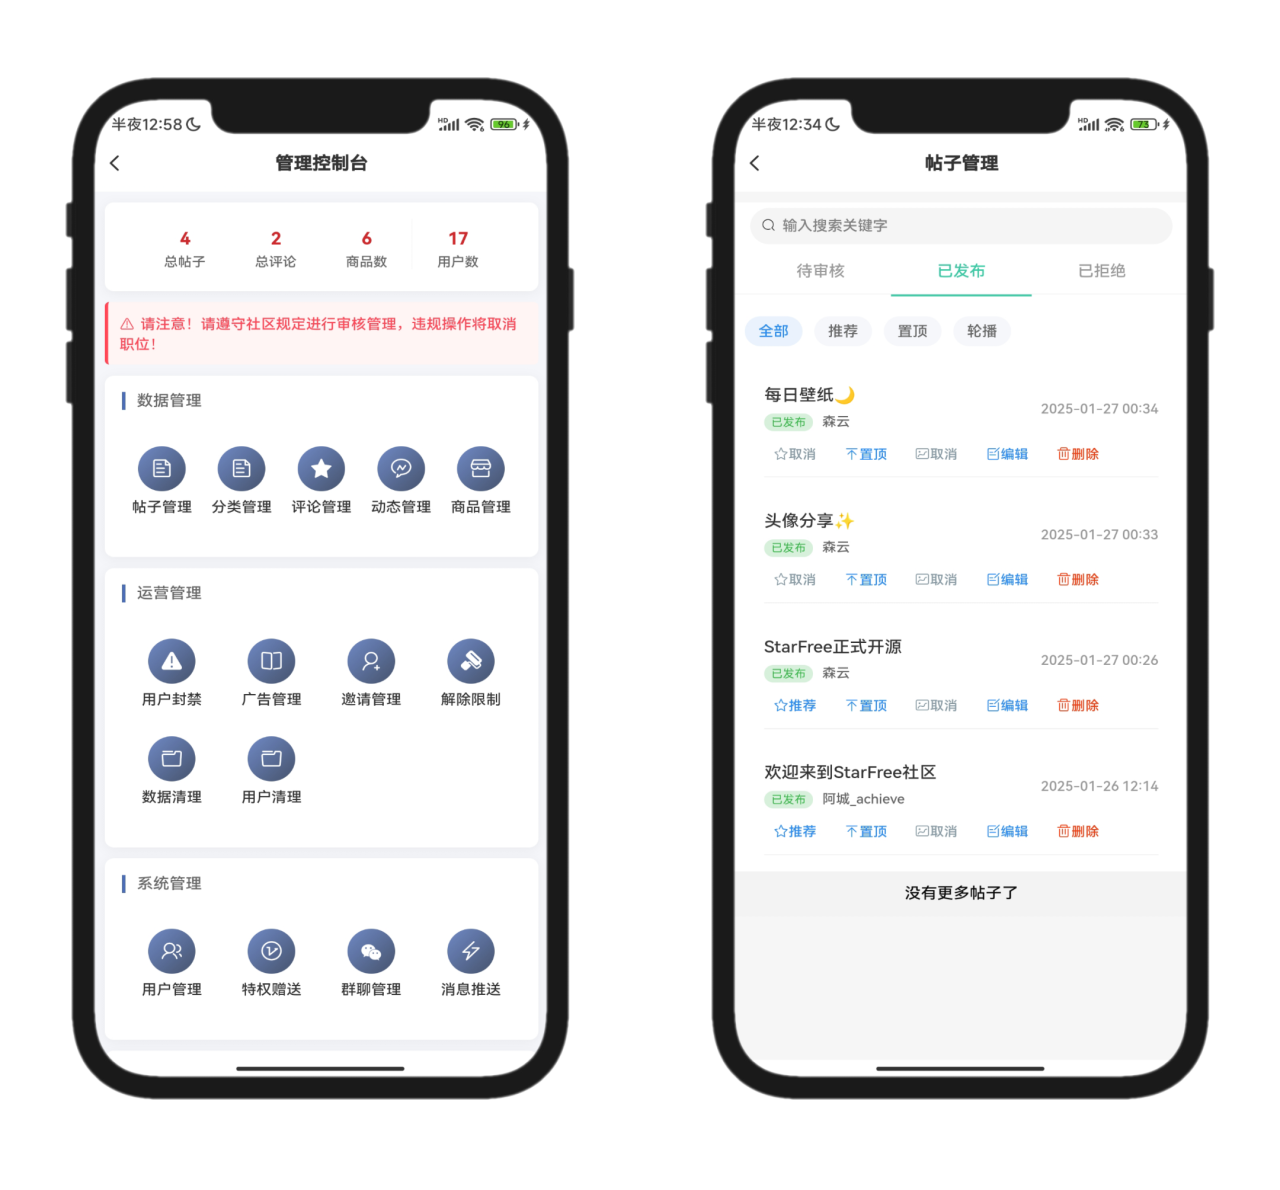 半夜12:58
HD
96
管理控制台
4
2
6
17
总帖子
总评论
商品数
用户数
请注意！请遵守社区规定进行审核管理，违规操作将取消
职位！
数据管理
帖子管理
分类管理
评论管理
动态管理
商品管理
运营管理
用户封禁
广告管理
邀请管理
解除限制
数据清理
用户清理
系统管理
用户管理
特权赠送
群聊管理
消息推送
半夜12:34
HD
73
帖子管理
输入搜索关键字
待审核
已发布
已拒绝
全部
推荐
置顶
轮播
每日壁纸🌙
已发布 森云
2025-01-27 00:34
取消 置顶 取消 编辑 删除
头像分享✨
已发布 森云
2025-01-27 00:33
取消 置顶 取消 编辑 删除
StarFree正式开源
已发布 森云
2025-01-27 00:26
推荐 置顶 取消 编辑 删除
欢迎来到StarFree社区
已发布 阿城_achieve
2025-01-26 12:14
推荐 置顶 取消 编辑 删除
没有更多帖子了